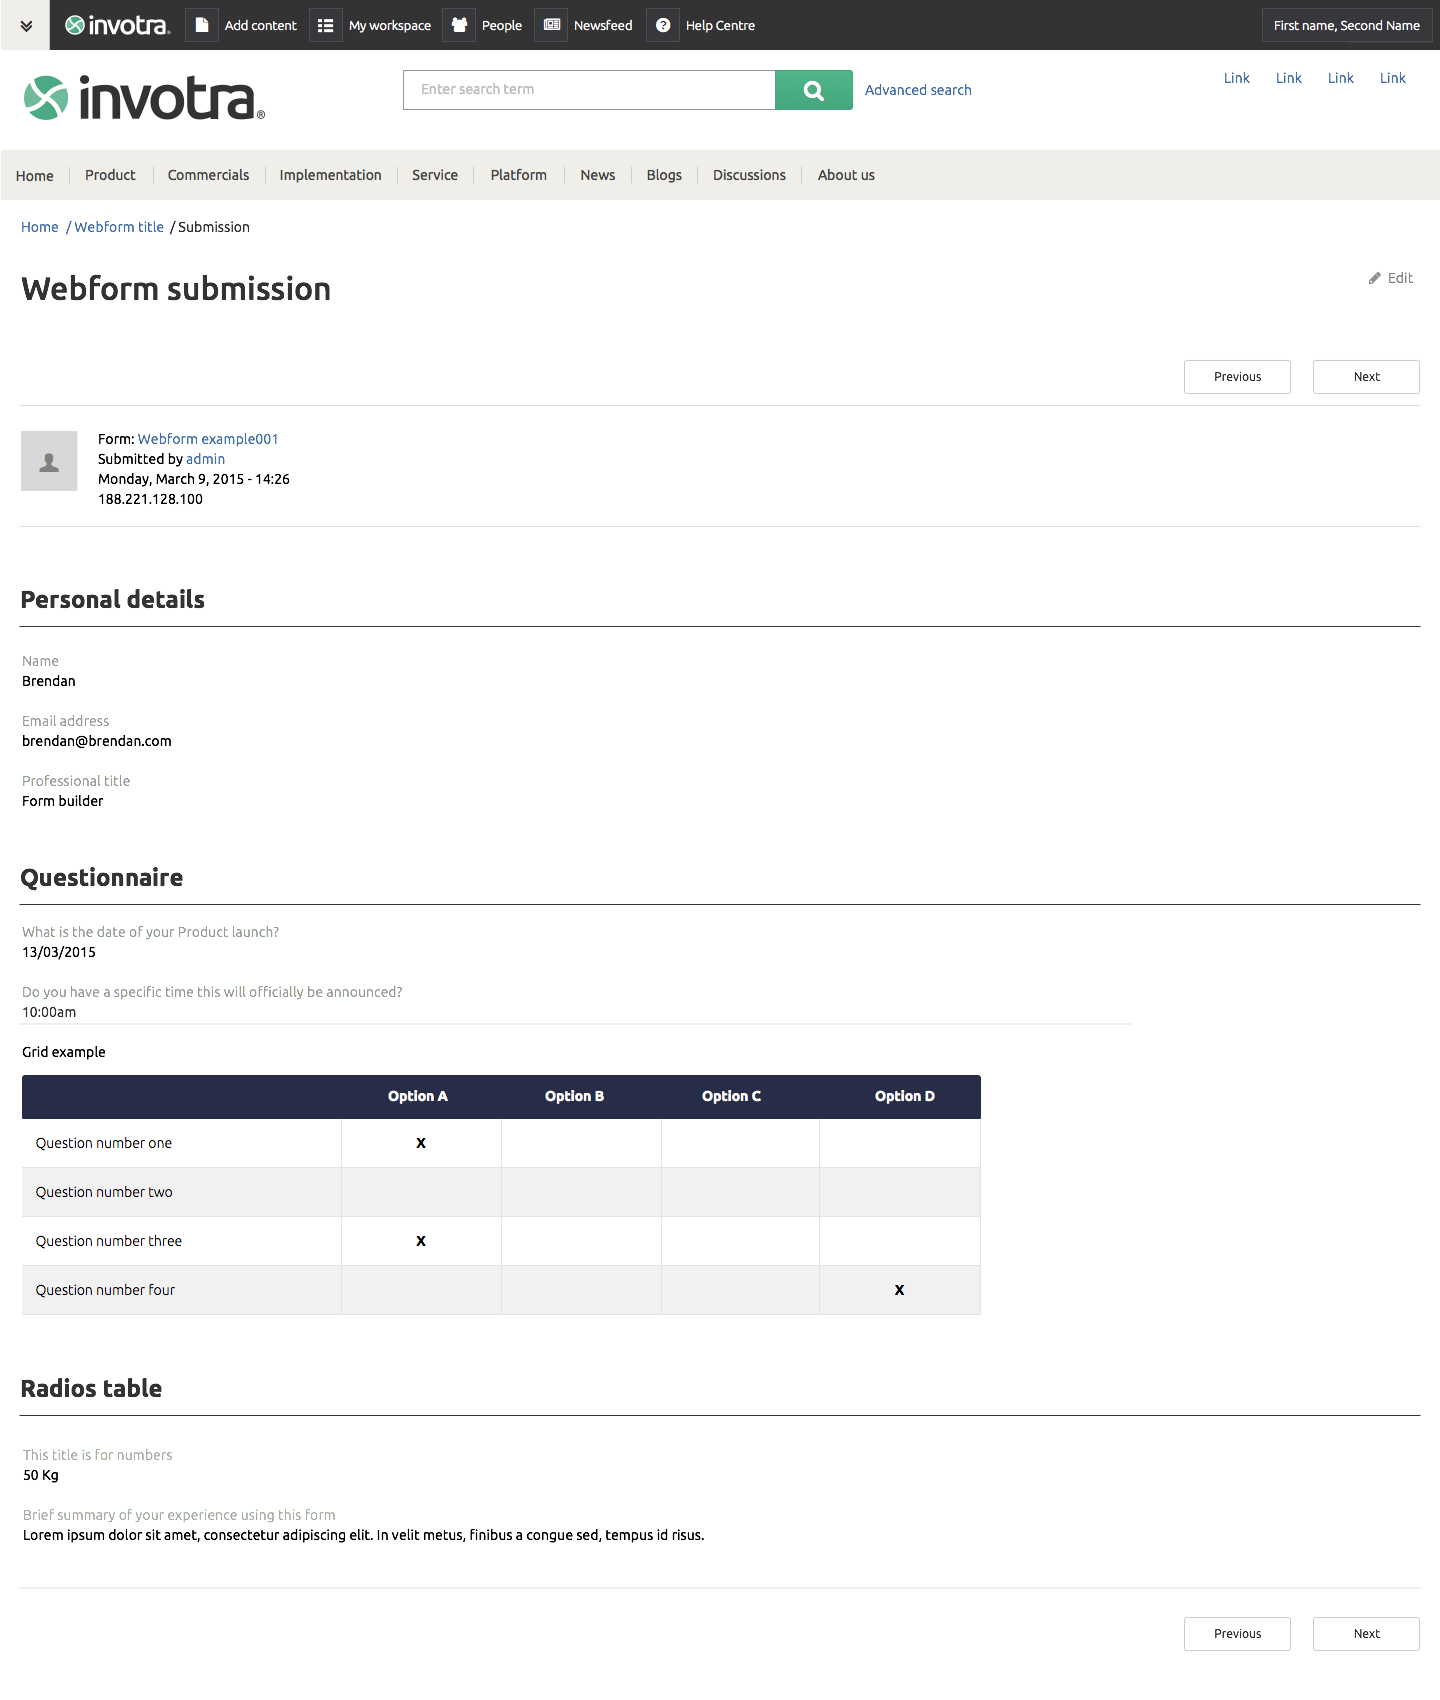 invotra® Add content My workspace People Newsfeed Help Centre First name, Second Name
invotra® Enter search term Advanced search Link Link Link Link
Home Product Commercials Implementation Service Platform News Blogs Discussions About us
Home / Webform title / Submission
Webform submission
Edit
Previous Next
Form: Webform example001
Submitted by admin
Monday, March 9, 2015 - 14:26
188.221.128.100
Personal details
Name
Brendan
Email address
brendan@brendan.com
Professional title
Form builder
Questionnaire
What is the date of your Product launch?
13/03/2015
Do you have a specific time this will officially be announced?
10:00am
Grid example
Option A Option B Option C Option D
Question number one X
Question number two
Question number three X
Question number four X
Radios table
This title is for numbers
50 Kg
Brief summary of your experience using this form
Lorem ipsum dolor sit amet, consectetur adipiscing elit. In velit metus, finibus a congue sed, tempus id risus.
Previous Next